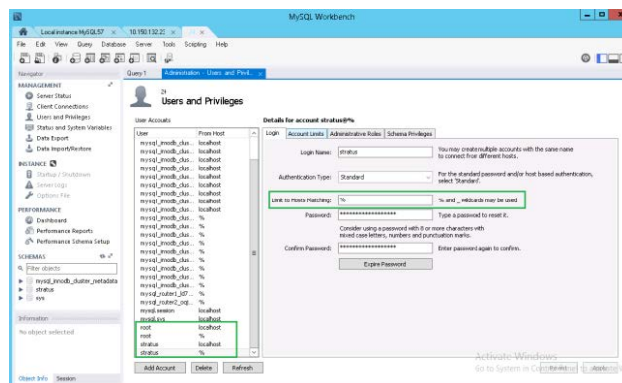 MySQL Workbench
Local instance MySQL57
File Edit View Query Database Server Tools Scripting Help
Navigator
Query 1
Administration - Users and Privil...
MANAGEMENT
Server Status
Client Connections
Users and Privileges
Status and System Variables
Data Export
Data Import/Restore
INSTANCE
Startup / Shutdown
Server Logs
Options File
PERFORMANCE
Dashboard
Performance Reports
Performance Schema Setup
SCHEMAS
Filter objects
mysql_innodb_cluster_metadata
stratus
sys
Information
No object selected
Object Info Session
Users and Privileges
User Accounts
User From Host
mysql_innodb_clus... localhost
mysql_innodb_clus... localhost
mysql_innodb_clus... localhost
mysql_innodb_clus... localhost
mysql_innodb_clus... localhost
mysql_innodb_clus... localhost
mysql_innodb_clus... localhost
mysql_innodb_clus... localhost
mysql_innodb_clus... %
mysql_innodb_clus... %
mysql_innodb_clus... %
mysql_innodb_clus... %
mysql_innodb_clus... %
mysql_innodb_clus... %
mysql_innodb_clus... %
%
%
mysql.session localhost
mysql.sys localhost
root localhost
root %
stratus localhost
stratus %
Add Account Delete Refresh
Details for account stratus@%
Login Account Limits Administrative Roles Schema Privileges
Login Name: stratus
You may create multiple accounts with the same name
to connect from different hosts.
Authentication Type: Standard
For the standard password and/or host based authentication,
select 'Standard'.
Limit to Hosts Matching: %
% and _ wildcards may be used
Password: ******************
Type a password to reset it.
Consider using a password with 8 or more characters with
mixed case letters, numbers and punctuation marks.
Confirm Password: ******************
Enter password again to confirm.
Expire Password
Activate Windows
Go to System in
Revert Apply